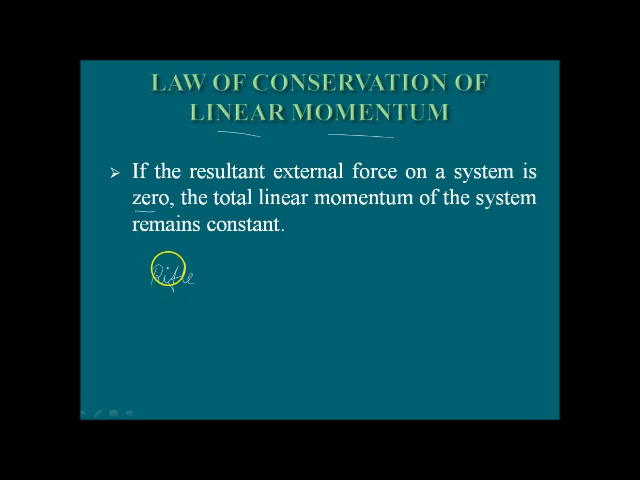 LAW OF CONSERVATION OF
LINEAR MOMENTUM
➢ If the resultant external force on a system is
zero, the total linear momentum of the system
remains constant.
Rifle